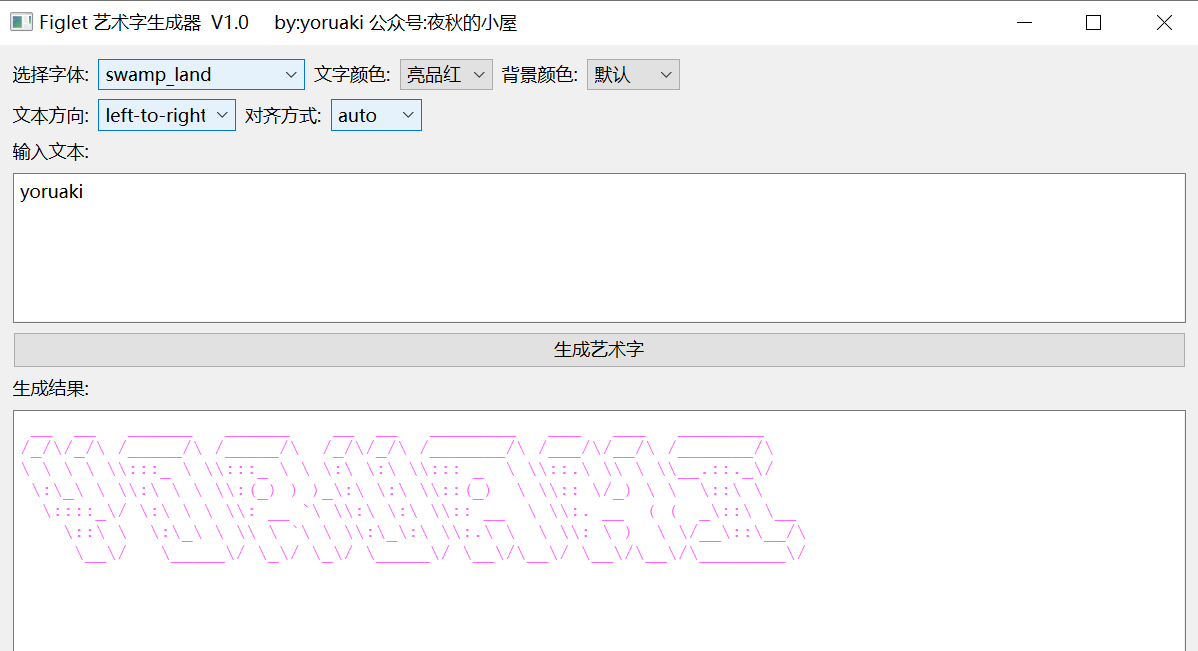 Figlet 艺术字生成器 V1.0 by:yoruaki 公众号:夜秋的小屋
选择字体: swamp_land 文字颜色: 亮品红 背景颜色: 默认
文本方向: left-to-right 对齐方式: auto
输入文本:
yoruaki
生成艺术字
生成结果:
YORUAKI